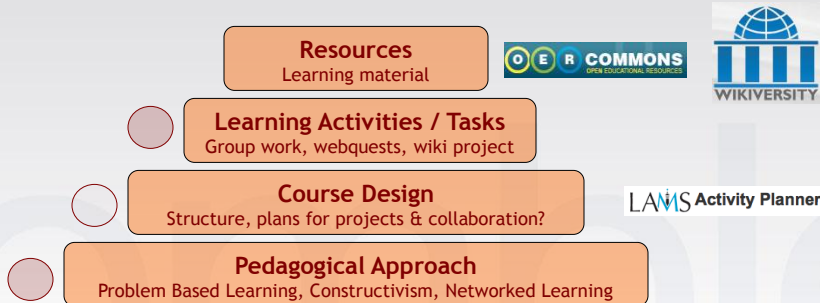 Resources
Learning material
OER COMMONS
OPEN EDUCATIONAL RESOURCES
WIKIVERSITY
Learning Activities / Tasks
Group work, webquests, wiki project
Course Design
Structure, plans for projects & collaboration?
LAMS Activity Planner
Pedagogical Approach
Problem Based Learning, Constructivism, Networked Learning